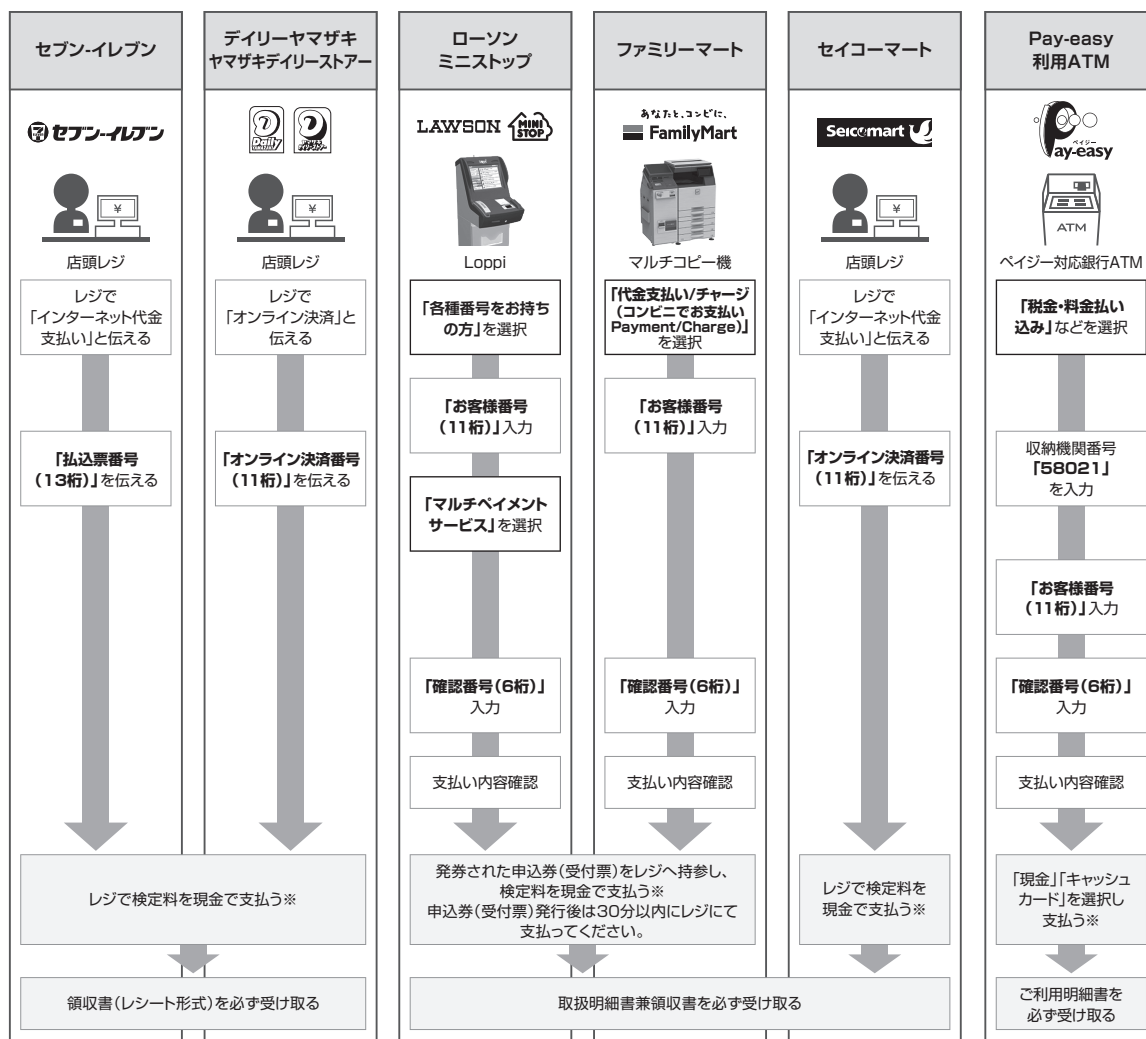 セブン-イレブン
セブン-イレブン
店頭レジ
レジで
「インターネット代金
支払い」と伝える
「払込票番号
(13桁)」を伝える
デイリーヤマザキ
ヤマザキデイリーストアー
Daily
店頭レジ
レジで
「オンライン決済」と
伝える
「オンライン決済番号
(11桁)」を伝える
レジで検定料を現金で支払う※
領収書(レシート形式)を必ず受け取る
ローソン
ミニストップ
LAWSON MINI STOP
Loppi
「各種番号をお持ち
の方」を選択
「お客様番号
(11桁)」入力
「マルチペイメント
サービス」を選択
「確認番号(6桁)」
入力
支払い内容確認
ファミリーマート
あなたと、コンビに、
FamilyMart
マルチコピー機
「代金支払い/チャージ
(コンビニでお支払い
Payment/Charge)」
を選択
「お客様番号
(11桁)」入力
「確認番号(6桁)」
入力
支払い内容確認
発券された申込券(受付票)をレジへ持参し、
検定料を現金で支払う※
申込券(受付票)発行後は30分以内にレジにて
支払ってください。
セイコーマート
Seicomart
店頭レジ
レジで
「インターネット代金
支払い」と伝える
「オンライン決済番号
(11桁)」を伝える
レジで検定料を
現金で支払う※
取扱明細書兼領収書を必ず受け取る
Pay-easy
利用ATM
ペイジー
Pay-easy
ATM
ペイジー対応銀行ATM
「税金・料金払い
込み」などを選択
収納機関番号
「58021」
を入力
「お客様番号
(11桁)」入力
「確認番号(6桁)」
入力
支払い内容確認
「現金」「キャッシュ
カード」を選択し
支払う※
ご利用明細書を
必ず受け取る